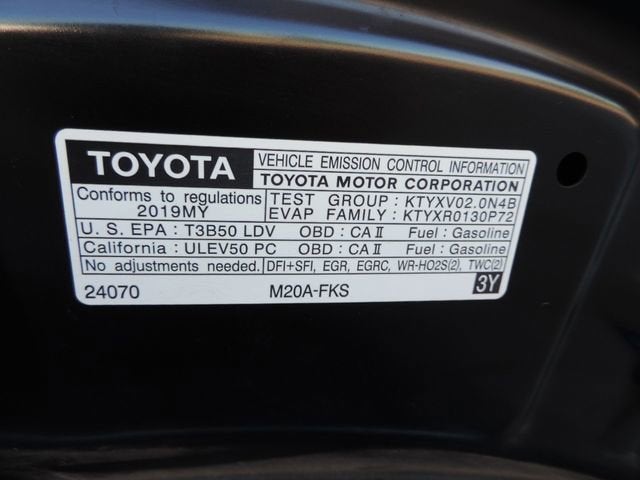 TOYOTA
VEHICLE EMISSION CONTROL INFORMATION
TOYOTA MOTOR CORPORATION
Conforms to regulations
2019MY
TEST GROUP : KTYXV02.0N4B
EVAP FAMILY : KTYXR0130P72
U. S. EPA : T3B50 LDV OBD : CA II Fuel : Gasoline
California : ULEV50 PC OBD : CA II Fuel : Gasoline
No adjustments needed. DFI+SFI, EGR, EGRC, WR-HO2S(2), TWC(2)
24070 M20A-FKS 3Y